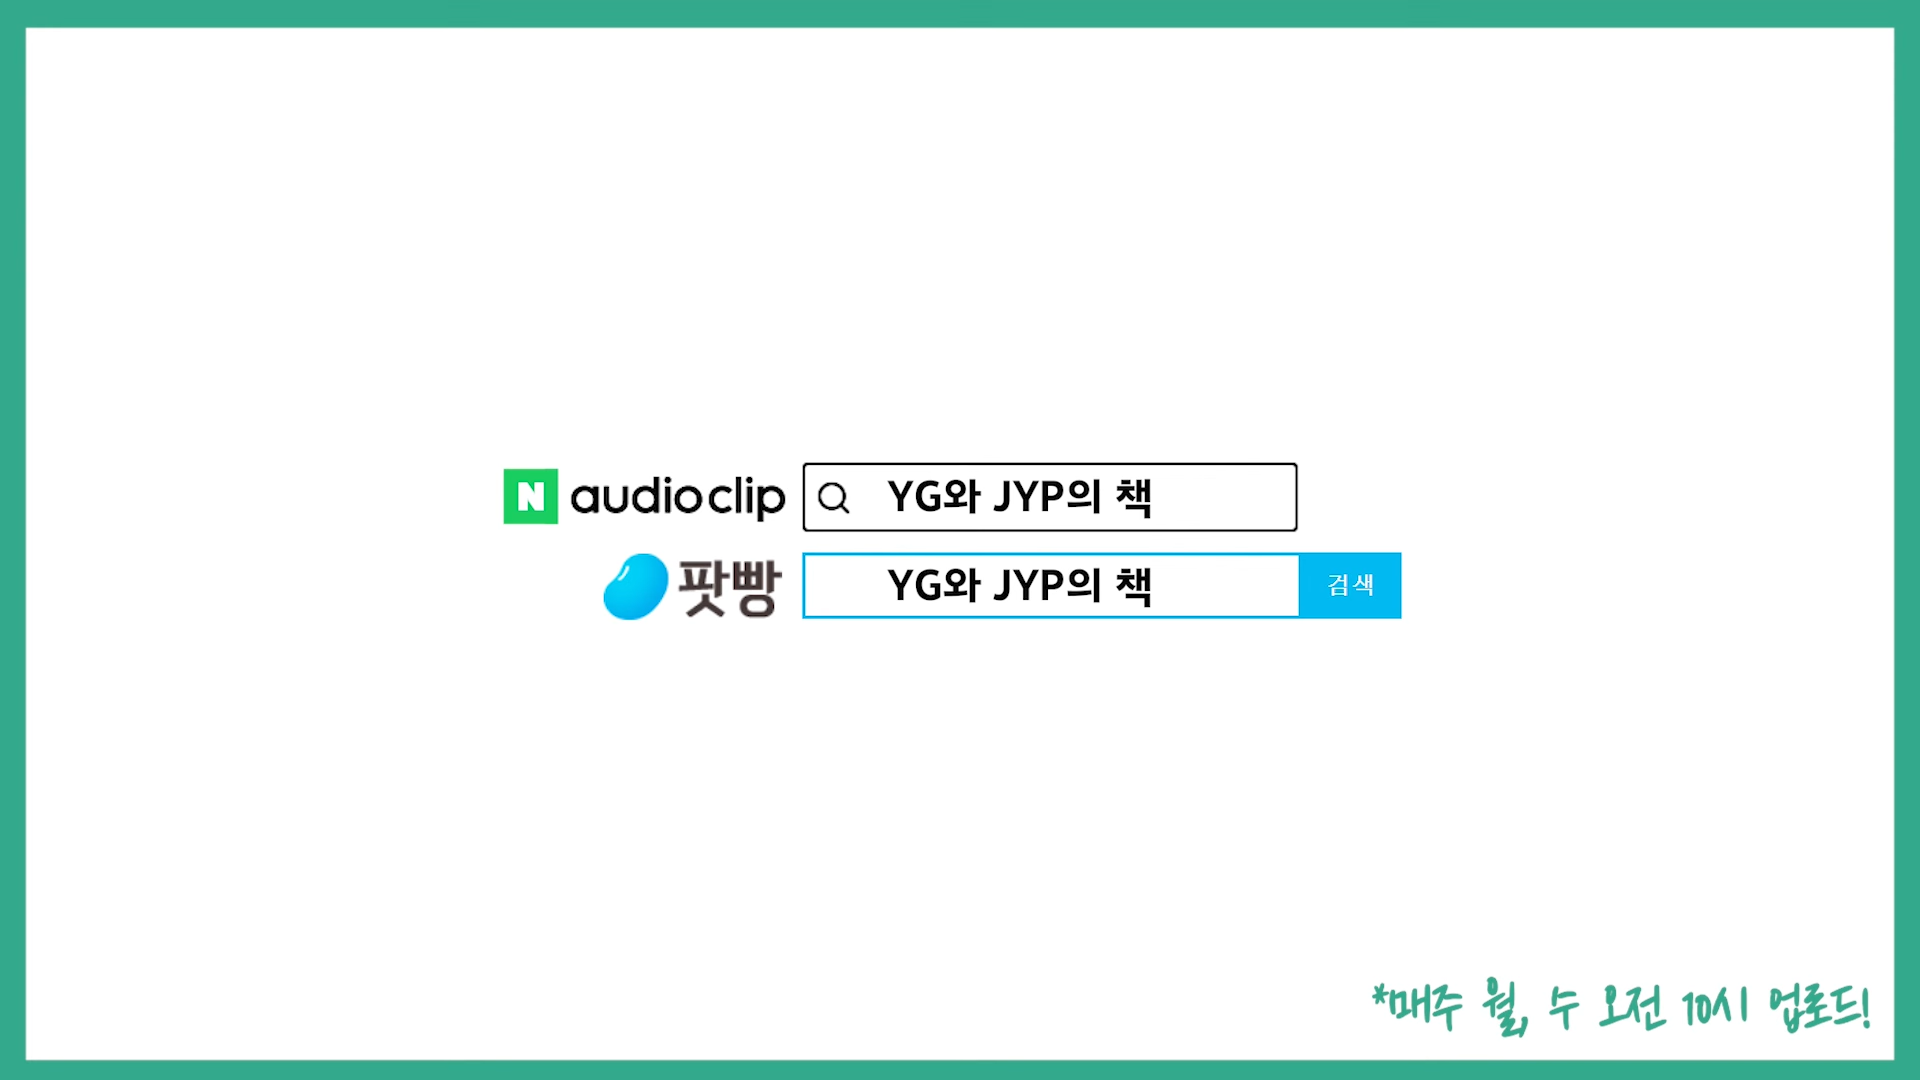 N audioclip YG와 JYP의 책
팟빵 YG와 JYP의 책 검색
*매주 월, 수 오전 10시 업로드!